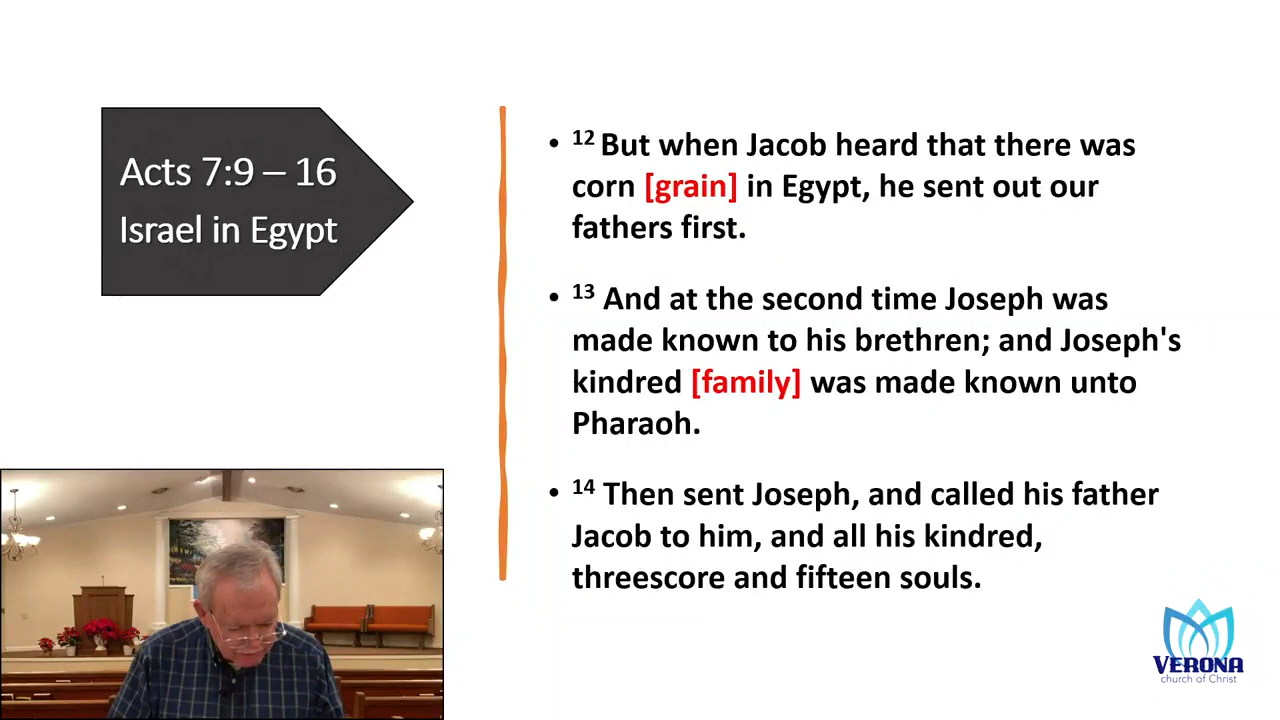 Acts 7:9 – 16
Israel in Egypt
• 12 But when Jacob heard that there was
corn [grain] in Egypt, he sent out our
fathers first.
• 13 And at the second time Joseph was
made known to his brethren; and Joseph's
kindred [family] was made known unto
Pharaoh.
• 14 Then sent Joseph, and called his father
Jacob to him, and all his kindred,
threescore and fifteen souls.
VERONA
church of Christ